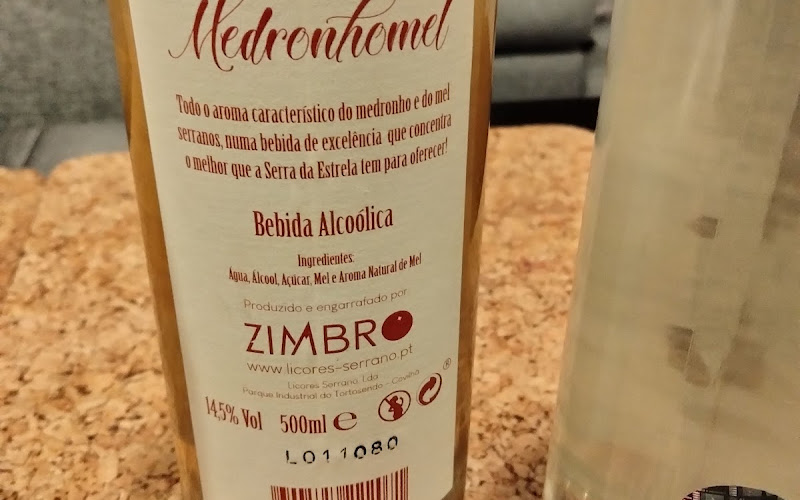 Medronhomel
Todo o aroma característico do medronho e do mel
serranos, numa bebida de excelência que concentra
o melhor que a Serra da Estrela tem para oferecer!
Bebida Alcoólica
Ingredientes:
Água, Álcool, Açúcar, Mel e Aroma Natural de Mel
Produzido e engarrafado por
ZIMBRO
www.licores-serrano.pt
Licores Serrano, Lda
Parque Industrial do Tortosendo - Covilhã
®
14,5% Vol 500ml e
L011080